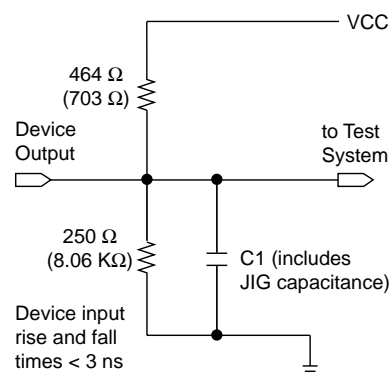 VCC
464 Ω
(703 Ω)
Device
Output
to Test
System
250 Ω
(8.06 KΩ)
C1 (includes
JIG capacitance)
Device input
rise and fall
times < 3 ns